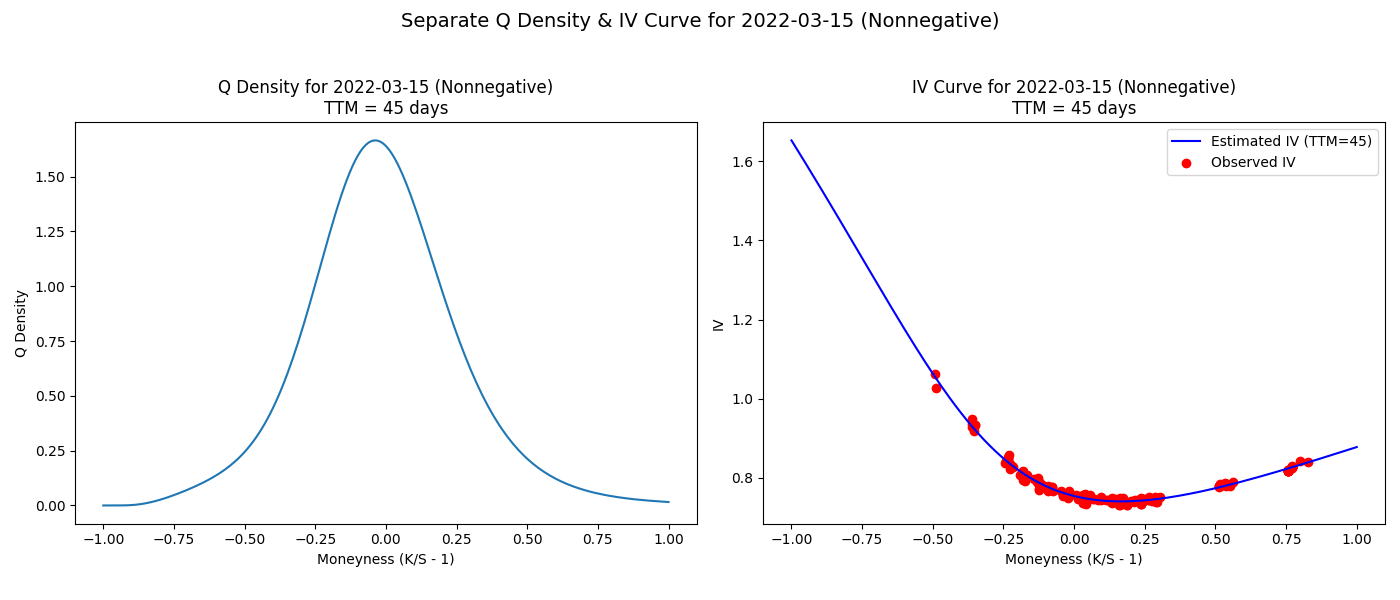 Separate Q Density & IV Curve for 2022-03-15 (Nonnegative)
Q Density for 2022-03-15 (Nonnegative)
TTM = 45 days
Q Density
1.50
1.25
1.00
0.75
0.50
0.25
0.00
−1.00 −0.75 −0.50 −0.25 0.00 0.25 0.50 0.75 1.00
Moneyness (K/S - 1)
IV Curve for 2022-03-15 (Nonnegative)
TTM = 45 days
Estimated IV (TTM=45)
Observed IV
IV
1.6
1.4
1.2
1.0
0.8
−1.00 −0.75 −0.50 −0.25 0.00 0.25 0.50 0.75 1.00
Moneyness (K/S - 1)